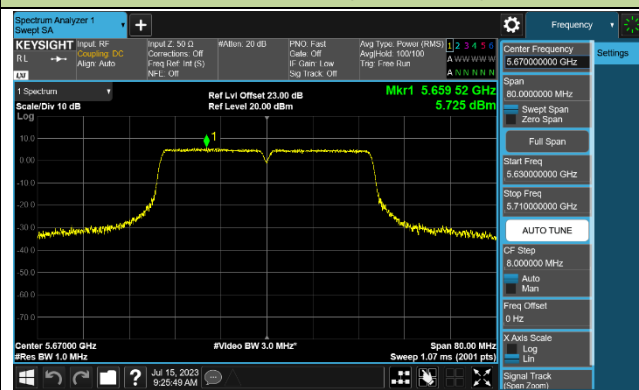 Spectrum Analyzer 1
Swept SA
Frequency
KEYSIGHT
Input: RF
Coupling: DC
Align: Auto
Input Z: 50 Ω
Corrections: Off
Freq Ref: Int (S)
NFE: Off
#Atten: 20 dB
PNO: Fast
Gate: Off
IF Gain: Low
Sig Track: Off
Avg Type: Power (RMS)
Avg|Hold: 100/100
Trig: Free Run
1 2 3 4 5 6
A W W W W W
A N N N N N
R L
LXI
Center Frequency
5.670000000 GHz
Settings
Span
80.0000000 MHz
Swept Span
Zero Span
Full Span
Start Freq
5.630000000 GHz
Stop Freq
5.710000000 GHz
AUTO TUNE
CF Step
8.000000 MHz
Auto
Man
Freq Offset
0 Hz
X Axis Scale
Log
Lin
Signal Track
(Span Zoom)
1 Spectrum
Scale/Div 10 dB
Log
Ref Lvl Offset 23.00 dB
Ref Level 20.00 dBm
Mkr1 5.659 52 GHz
5.725 dBm
1
10.0
0.00
-10.0
-20.0
-30.0
-40.0
-50.0
-60.0
-70.0
Center 5.67000 GHz
#Res BW 1.0 MHz
#Video BW 3.0 MHz*
Span 80.00 MHz
Sweep 1.07 ms (2001 pts)
Jul 15, 2023
9:25:49 AM